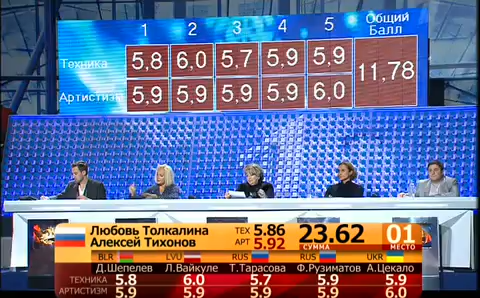 1 2 3 4 5 Общий Балл
Техника 5,8 6,0 5,7 5,9 5,9 11,78
Артистизм 5,9 5,9 5,9 5,9 6,0
Любовь Толкалина ТЕХ 5.86 23.62 01
Алексей Тихонов АРТ 5.92 СУММА МЕСТО
BLR LVU RUS RUS UKR
Д.Шепелев Л.Вайкуле Т.Тарасова Ф.Рузиматов А.Цекало
ТЕХНИКА 5.8 6.0 5.7 5.9 5.9
АРТИСТИЗМ 5.9 5.9 5.9 5.9 6.0